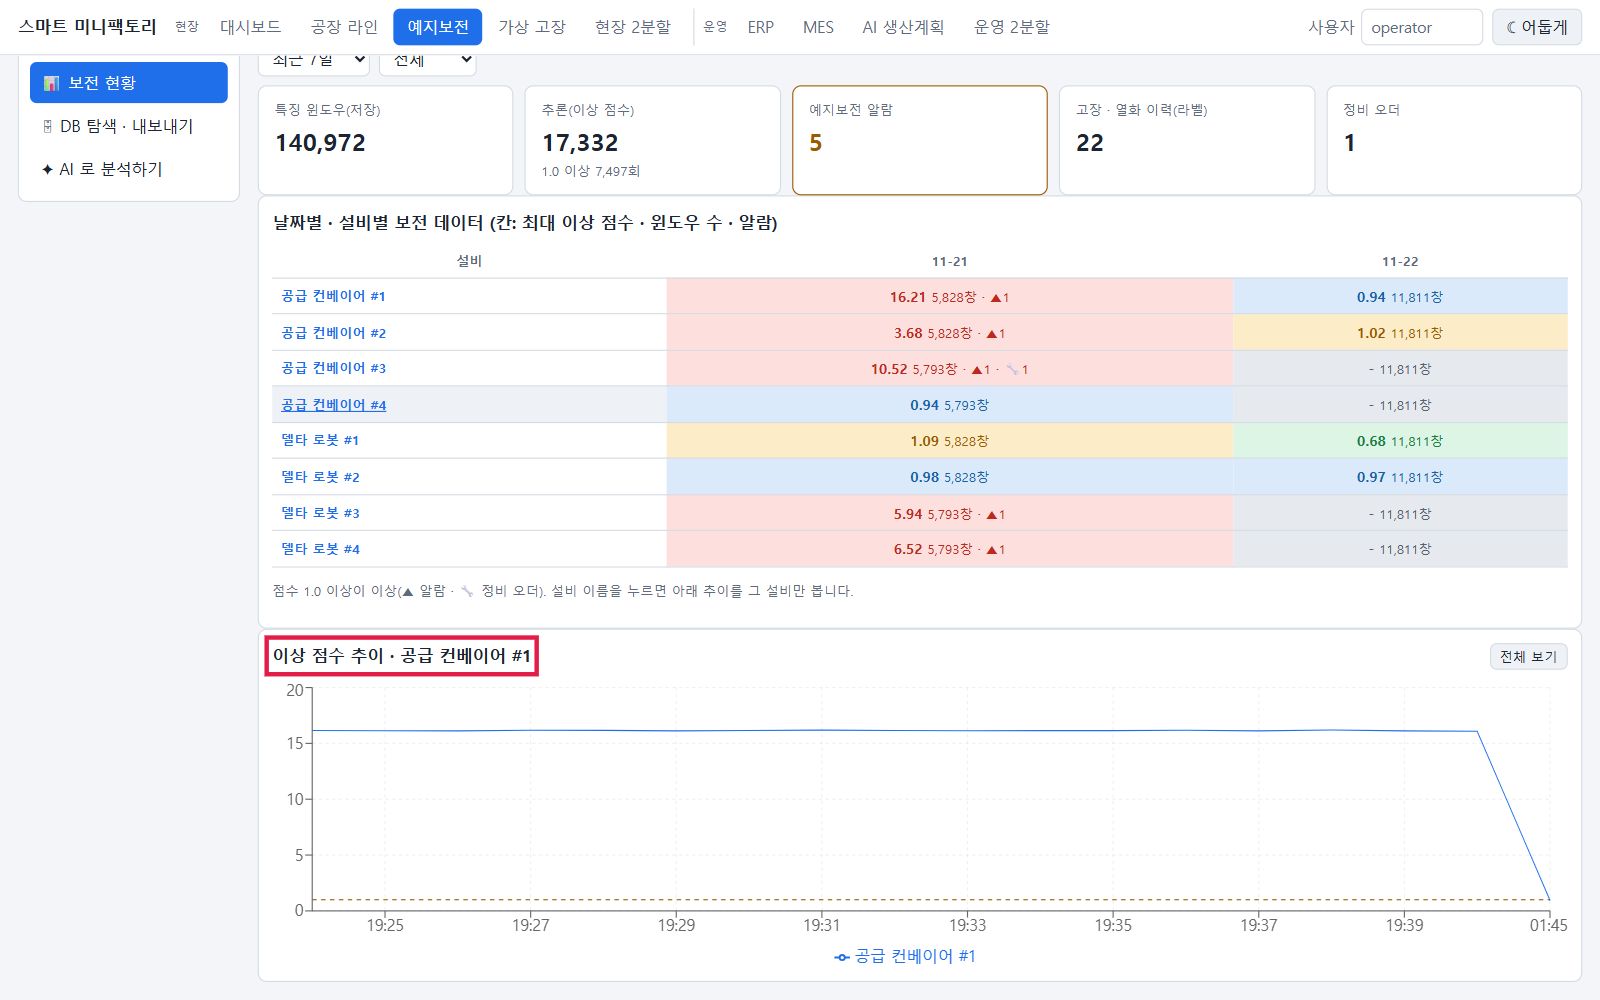 스마트 미니팩토리 현장 대시보드 공장 라인 예지보전 가상 고장 현장 2분할 운영 ERP MES AI 생산계획 운영 2분할 사용자 operator ☾ 어둡게
최근 7일 전체
보전 현황
DB 탐색 · 내보내기
✦ AI 로 분석하기
특징 윈도우(저장)
140,972
추론(이상 점수)
17,332
1.0 이상 7,497회
예지보전 알람
5
고장 · 열화 이력(라벨)
22
정비 오더
1
날짜별 · 설비별 보전 데이터 (칸: 최대 이상 점수 · 윈도우 수 · 알람)
설비 11-21 11-22
공급 컨베이어 #1 16.21 5,828창 · ▲1 0.94 11,811창
공급 컨베이어 #2 3.68 5,828창 · ▲1 1.02 11,811창
공급 컨베이어 #3 10.52 5,793창 · ▲1 · 🔧1 - 11,811창
공급 컨베이어 #4 0.94 5,793창 - 11,811창
델타 로봇 #1 1.09 5,828창 0.68 11,811창
델타 로봇 #2 0.98 5,828창 0.97 11,811창
델타 로봇 #3 5.94 5,793창 · ▲1 - 11,811창
델타 로봇 #4 6.52 5,793창 · ▲1 - 11,811창
점수 1.0 이상이 이상(▲ 알람 · 🔧 정비 오더). 설비 이름을 누르면 아래 추이를 그 설비만 봅니다.
이상 점수 추이 · 공급 컨베이어 #1 전체 보기
20
15
10
5
0
19:25 19:27 19:29 19:31 19:33 19:35 19:37 19:39 01:45
공급 컨베이어 #1